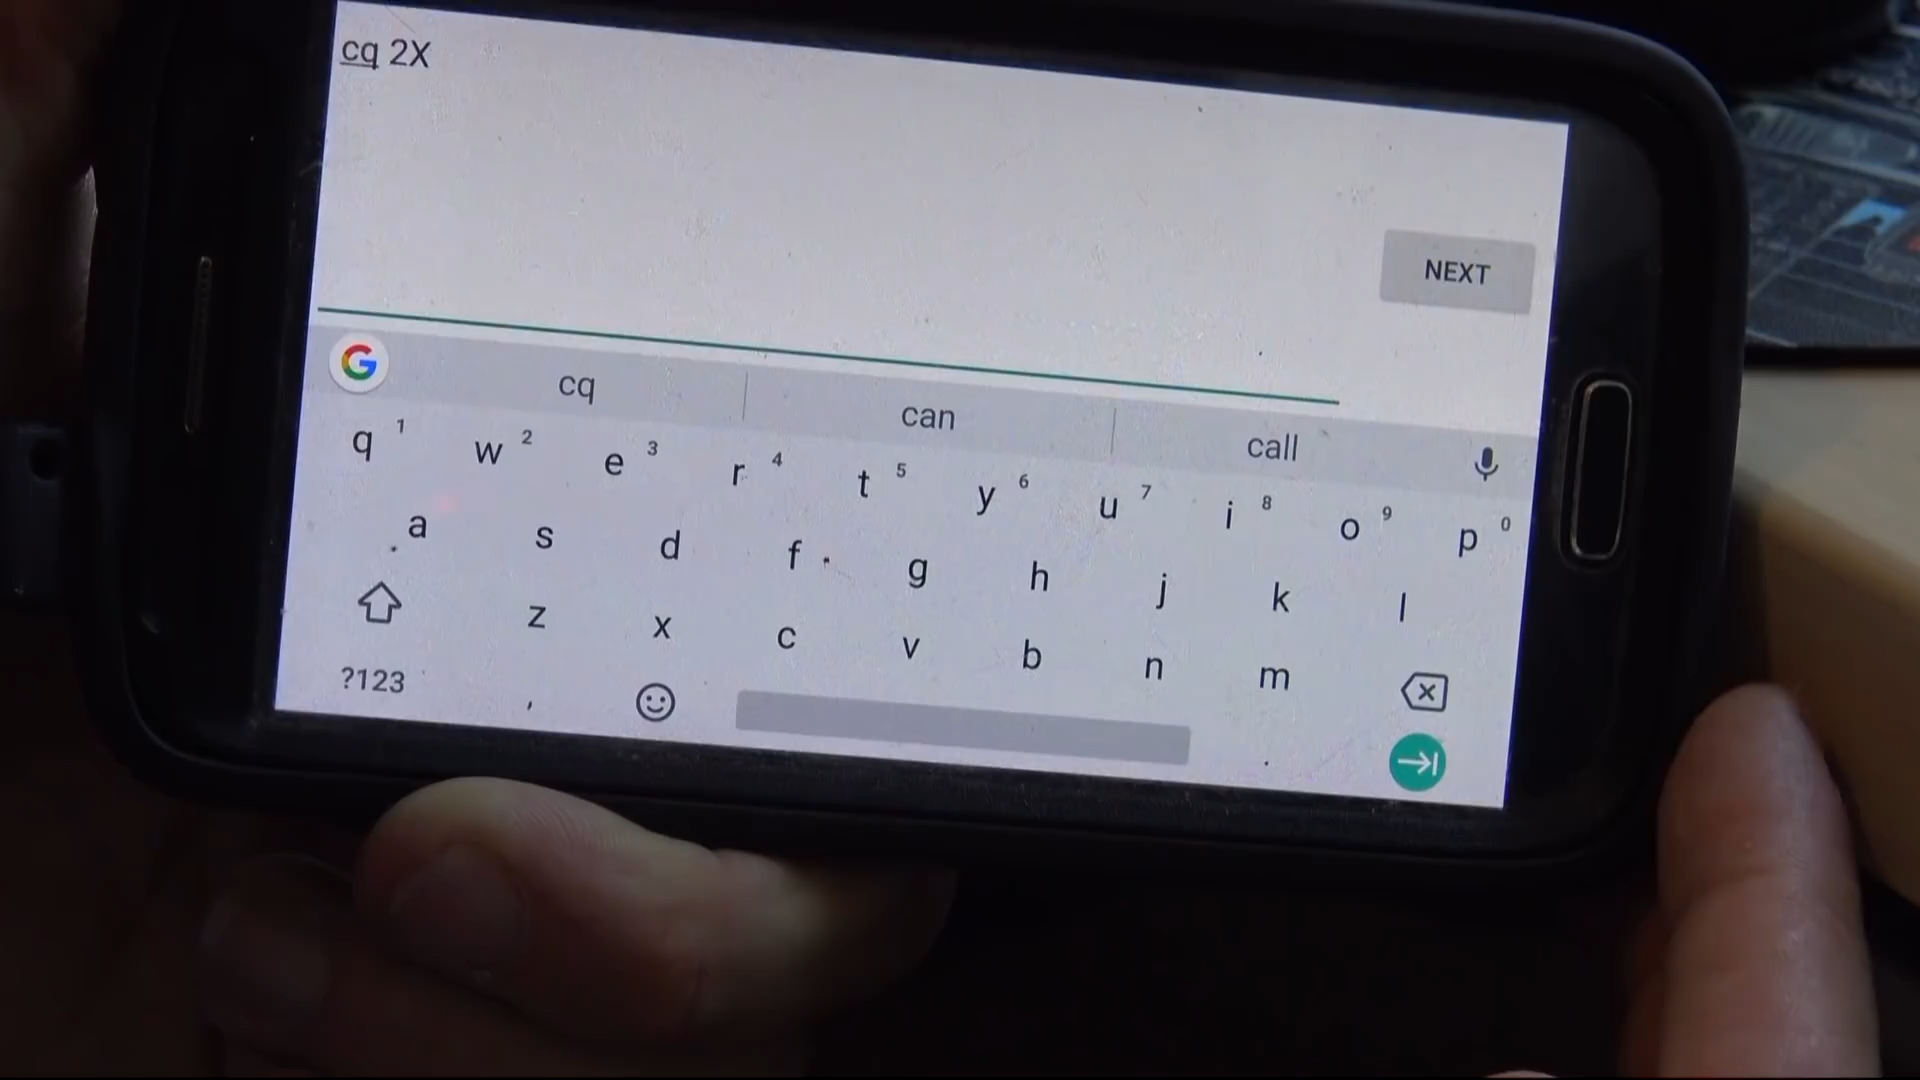 cq 2X
NEXT
cq can call
q 1 w 2 e 3 r 4 t 5 y 6 u 7 i 8 o 9 p 0
a s d f g h j k l
z x c v b n m
?123 , .